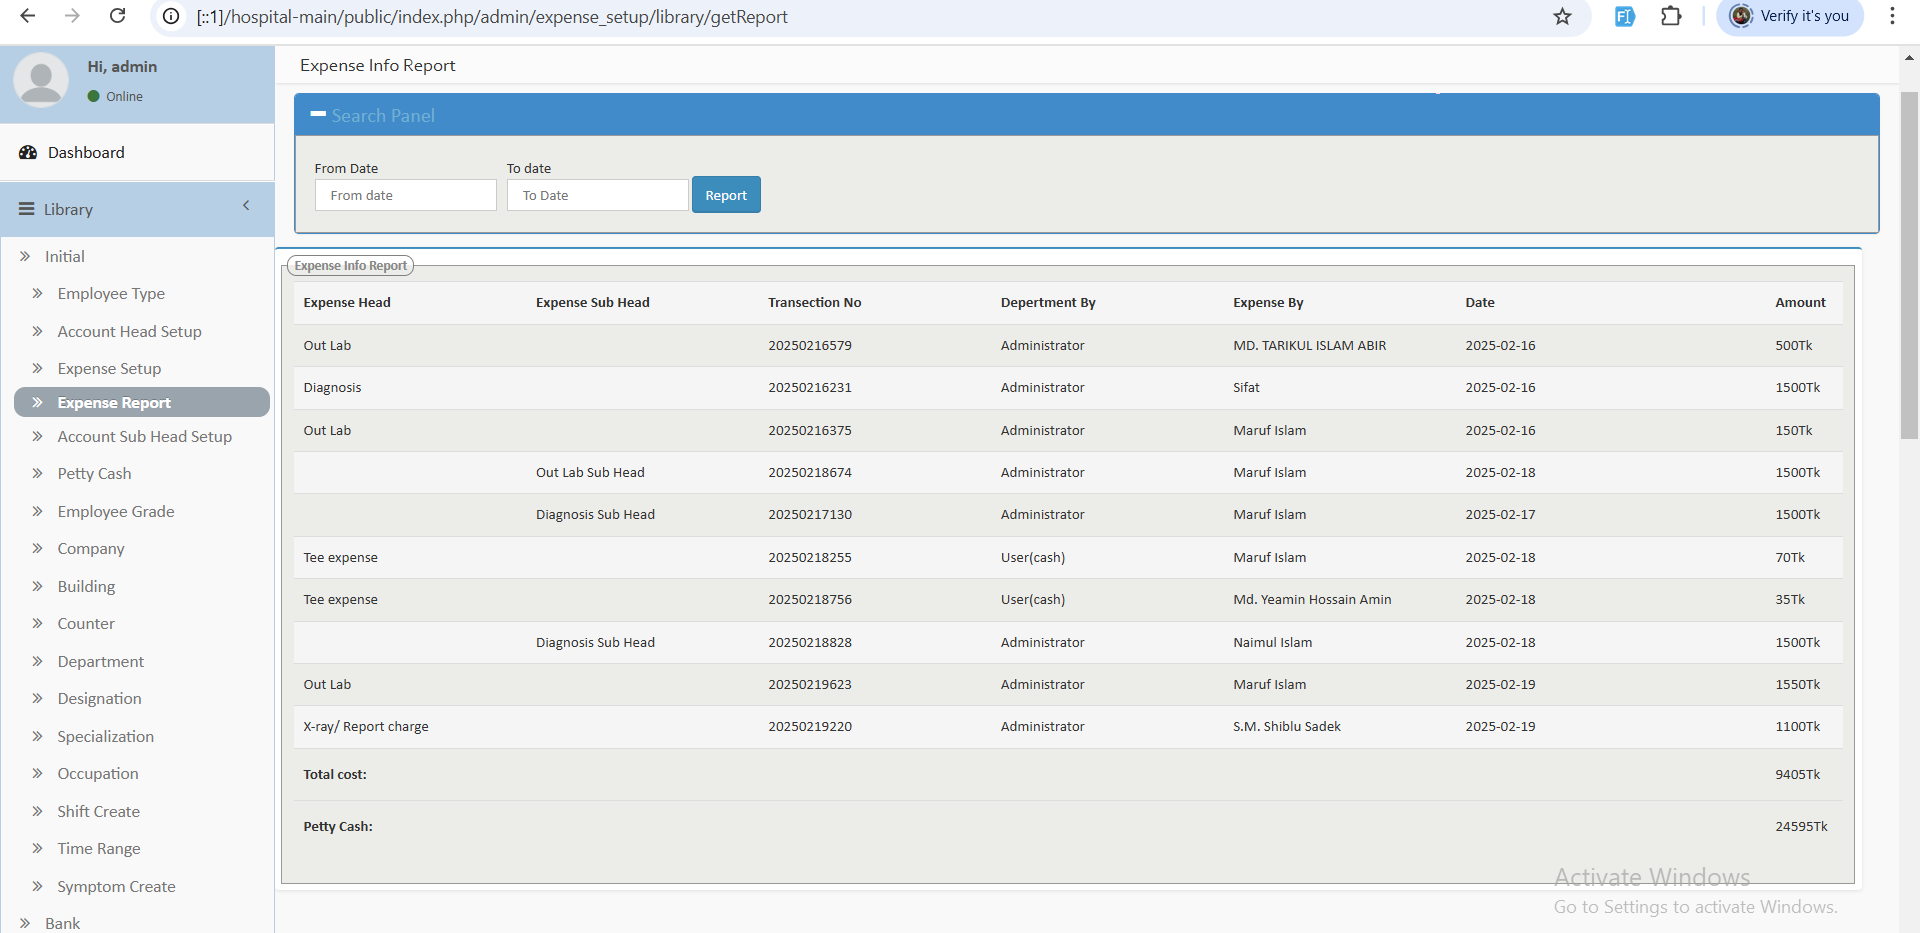 [::1]/hospital-main/public/index.php/admin/expense_setup/library/getReport
Verify it's you
Hi, admin
Online
Dashboard
Library
Initial
Employee Type
Account Head Setup
Expense Setup
Expense Report
Account Sub Head Setup
Petty Cash
Employee Grade
Company
Building
Counter
Department
Designation
Specialization
Occupation
Shift Create
Time Range
Symptom Create
Bank
Expense Info Report
Search Panel
From Date To date
From date To Date Report
Expense Info Report
Expense Head Expense Sub Head Transection No Depertment By Expense By Date Amount
Out Lab 20250216579 Administrator MD. TARIKUL ISLAM ABIR 2025-02-16 500Tk
Diagnosis 20250216231 Administrator Sifat 2025-02-16 1500Tk
Out Lab 20250216375 Administrator Maruf Islam 2025-02-16 150Tk
Out Lab Sub Head 20250218674 Administrator Maruf Islam 2025-02-18 1500Tk
Diagnosis Sub Head 20250217130 Administrator Maruf Islam 2025-02-17 1500Tk
Tee expense 20250218255 User(cash) Maruf Islam 2025-02-18 70Tk
Tee expense 20250218756 User(cash) Md. Yeamin Hossain Amin 2025-02-18 35Tk
Diagnosis Sub Head 20250218828 Administrator Naimul Islam 2025-02-18 1500Tk
Out Lab 20250219623 Administrator Maruf Islam 2025-02-19 1550Tk
X-ray/ Report charge 20250219220 Administrator S.M. Shiblu Sadek 2025-02-19 1100Tk
Total cost: 9405Tk
Petty Cash: 24595Tk
Activate Windows
Go to Settings to activate Windows.